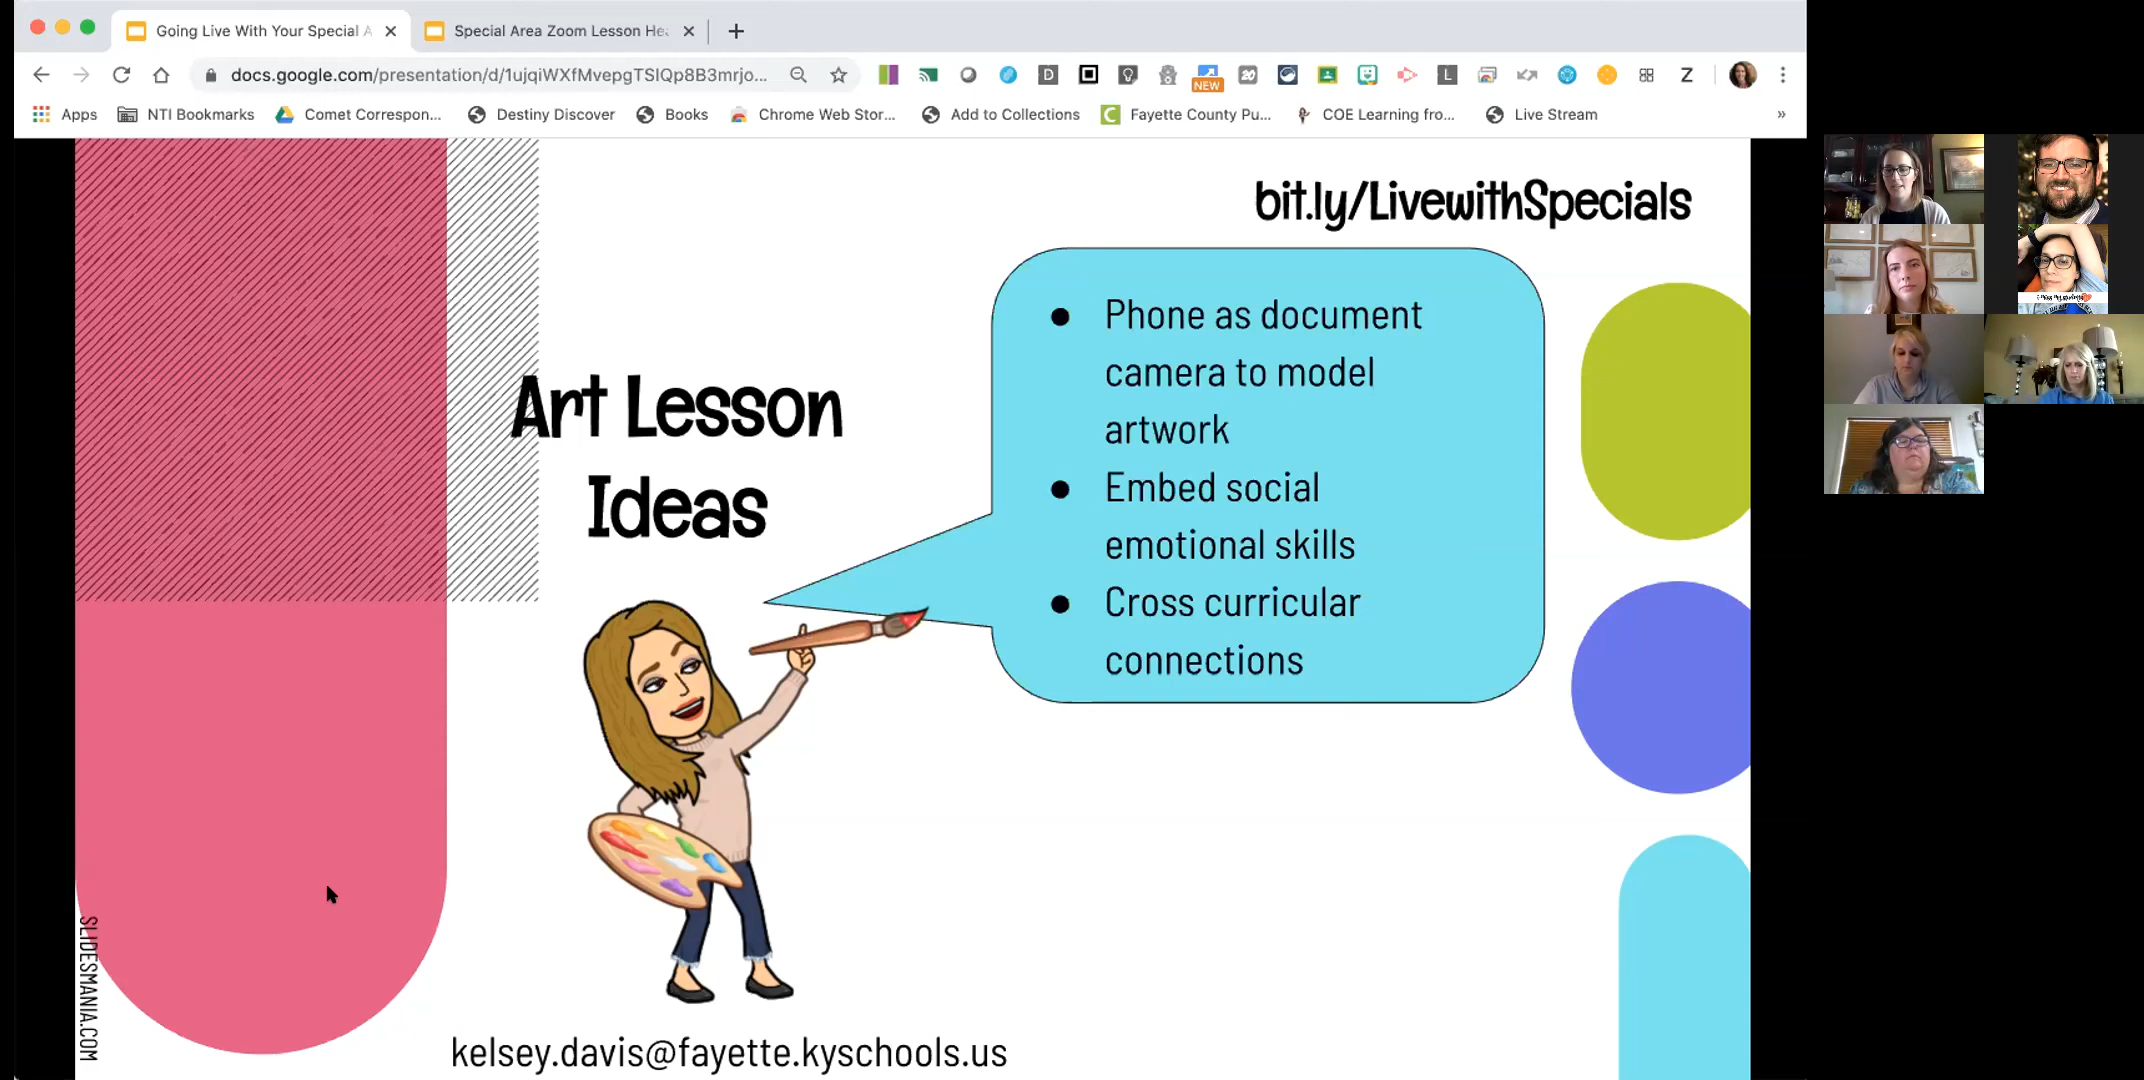 Going Live With Your Special A
Special Area Zoom Lesson He
docs.google.com/presentation/d/1ujqiWXfMvepgTSIQp8B3mrjo...
D
NEW
20
L
Z
Apps
NTI Bookmarks
Comet Correspon...
Destiny Discover
Books
Chrome Web Stor...
Add to Collections
Fayette County Pu...
COE Learning fro...
Live Stream
»
bit.ly/LivewithSpecials
Art Lesson
Ideas
● Phone as document
camera to model
artwork
● Embed social
emotional skills
● Cross curricular
connections
SLIDESMANIA.COM
kelsey.davis@fayette.kyschools.us